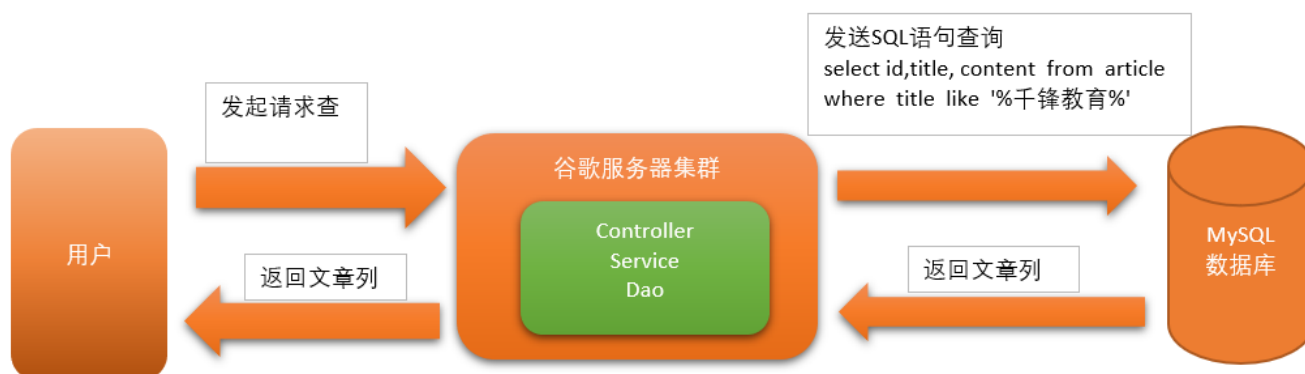 发送SQL语句查询
select id,title, content from article
where title like '%千锋教育%'
发起请求查
谷歌服务器集群
Controller
Service
Dao
用户
MySQL
数据库
返回文章列
返回文章列